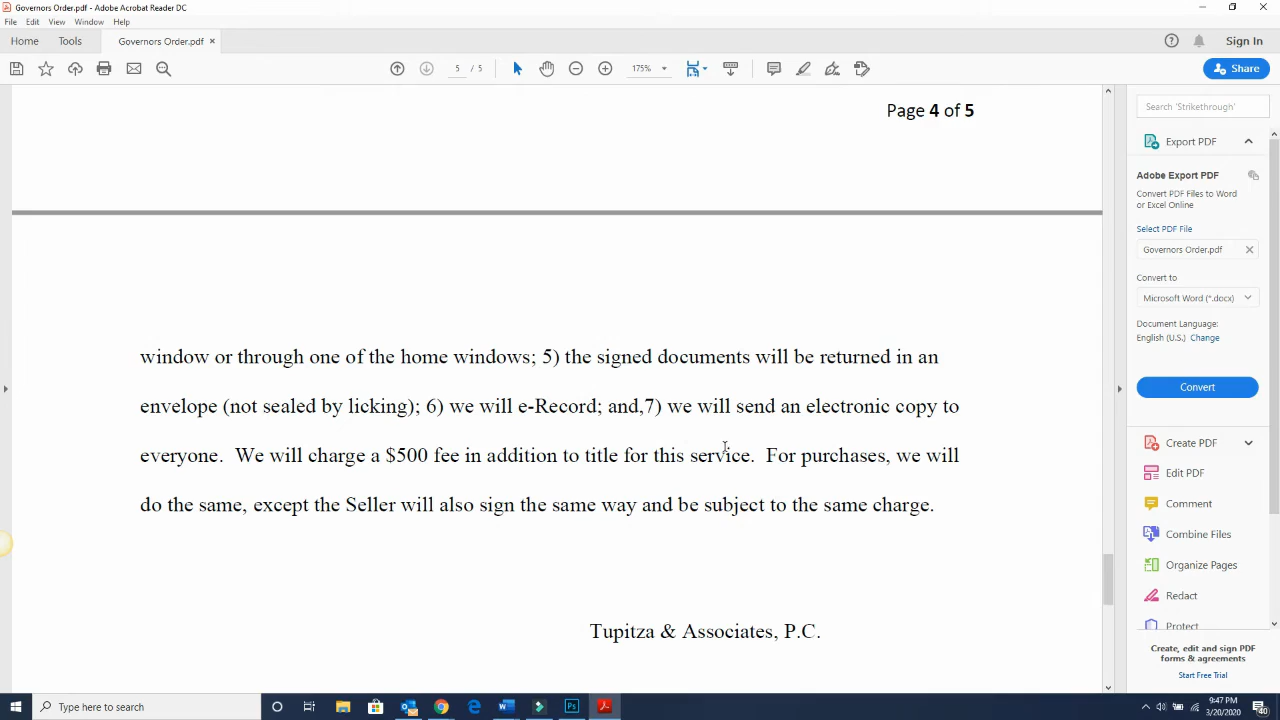 Governors Order.pdf - Adobe Acrobat Reader DC
File Edit View Window Help
Home Tools Governors Order.pdf × Sign In
5 / 5 175% Share
Page 4 of 5
window or through one of the home windows; 5) the signed documents will be returned in an
envelope (not sealed by licking); 6) we will e-Record; and,7) we will send an electronic copy to
everyone. We will charge a $500 fee in addition to title for this service. For purchases, we will
do the same, except the Seller will also sign the same way and be subject to the same charge.
Tupitza & Associates, P.C.
Search 'Strikethrough'
Export PDF
Adobe Export PDF
Convert PDF Files to Word
or Excel Online
Select PDF File
Governors Order.pdf
Convert to
Microsoft Word (*.docx)
Document Language:
English (U.S.) Change
Convert
Create PDF
Edit PDF
Comment
Combine Files
Organize Pages
Redact
Protect
Create, edit and sign PDF
forms & agreements
Start Free Trial
Type here to search
9:47 PM
3/20/2020
40